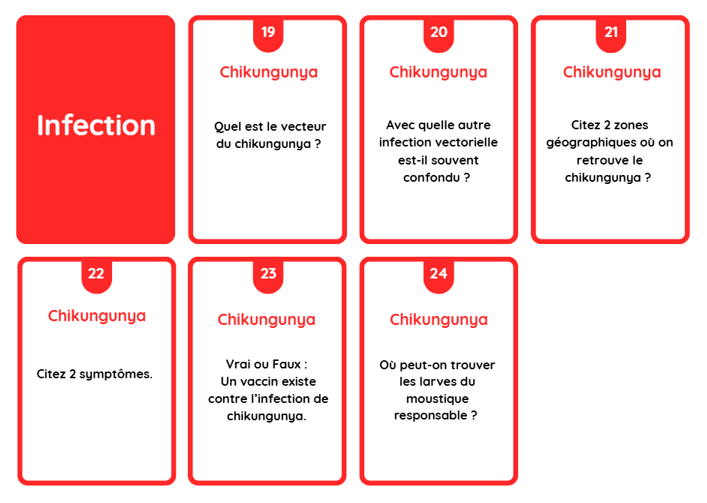 Infection
19
Chikungunya
Quel est le vecteur
du chikungunya ?
20
Chikungunya
Avec quelle autre
infection vectorielle
est-il souvent
confondu ?
21
Chikungunya
Citez 2 zones
géographiques où on
retrouve le
chikungunya ?
22
Chikungunya
Citez 2 symptômes.
23
Chikungunya
Vrai ou Faux :
Un vaccin existe
contre l'infection de
chikungunya.
24
Chikungunya
Où peut-on trouver
les larves du
moustique
responsable ?